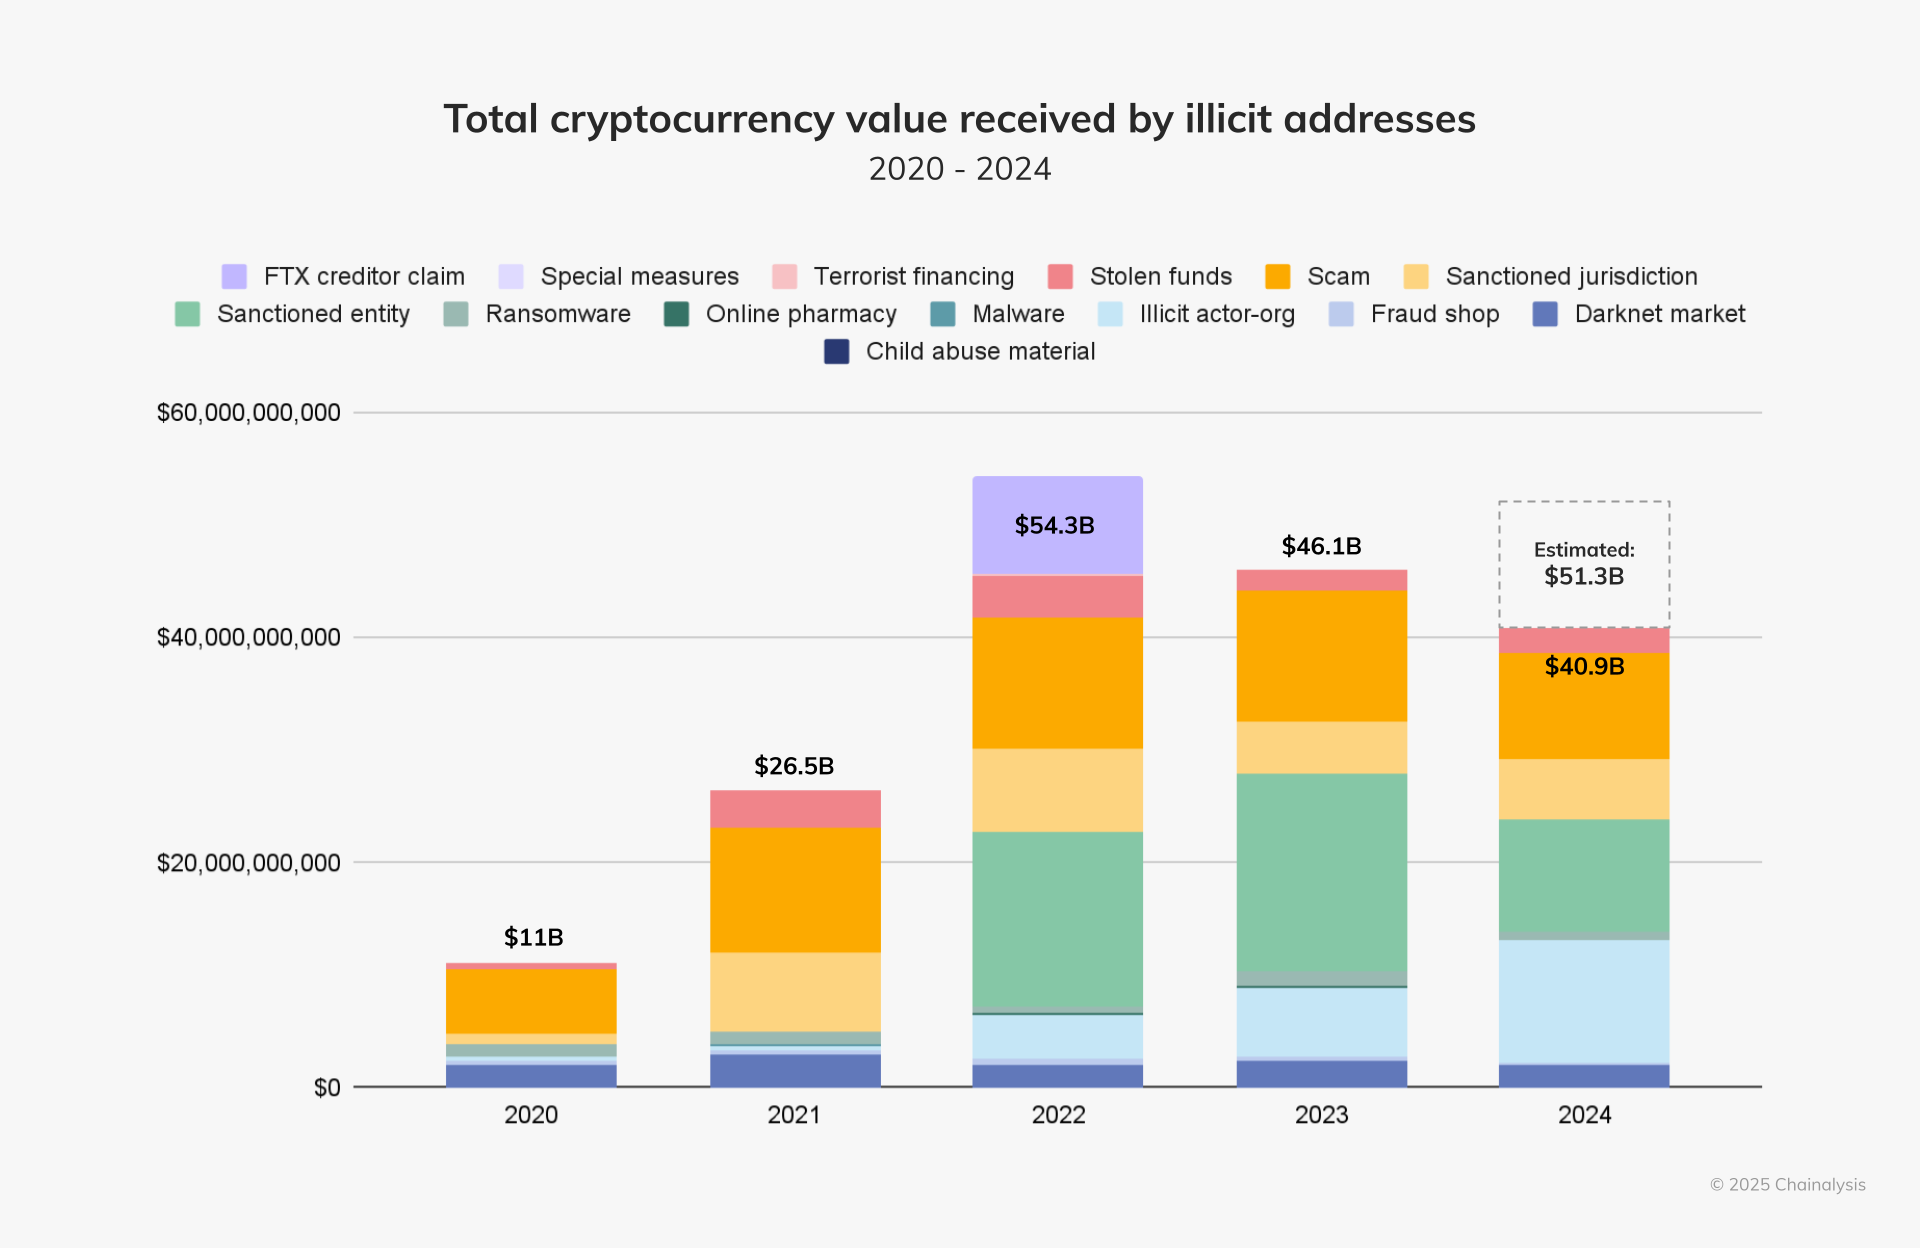 Total cryptocurrency value received by illicit addresses
2020 - 2024
FTX creditor claim Special measures Terrorist financing Stolen funds Scam Sanctioned jurisdiction
Sanctioned entity Ransomware Online pharmacy Malware Illicit actor-org Fraud shop Darknet market
Child abuse material
$60,000,000,000
$54.3B
$46.1B
Estimated:
$51.3B
$40,000,000,000
$40.9B
$26.5B
$20,000,000,000
$11B
$0
2020 2021 2022 2023 2024
© 2025 Chainalysis